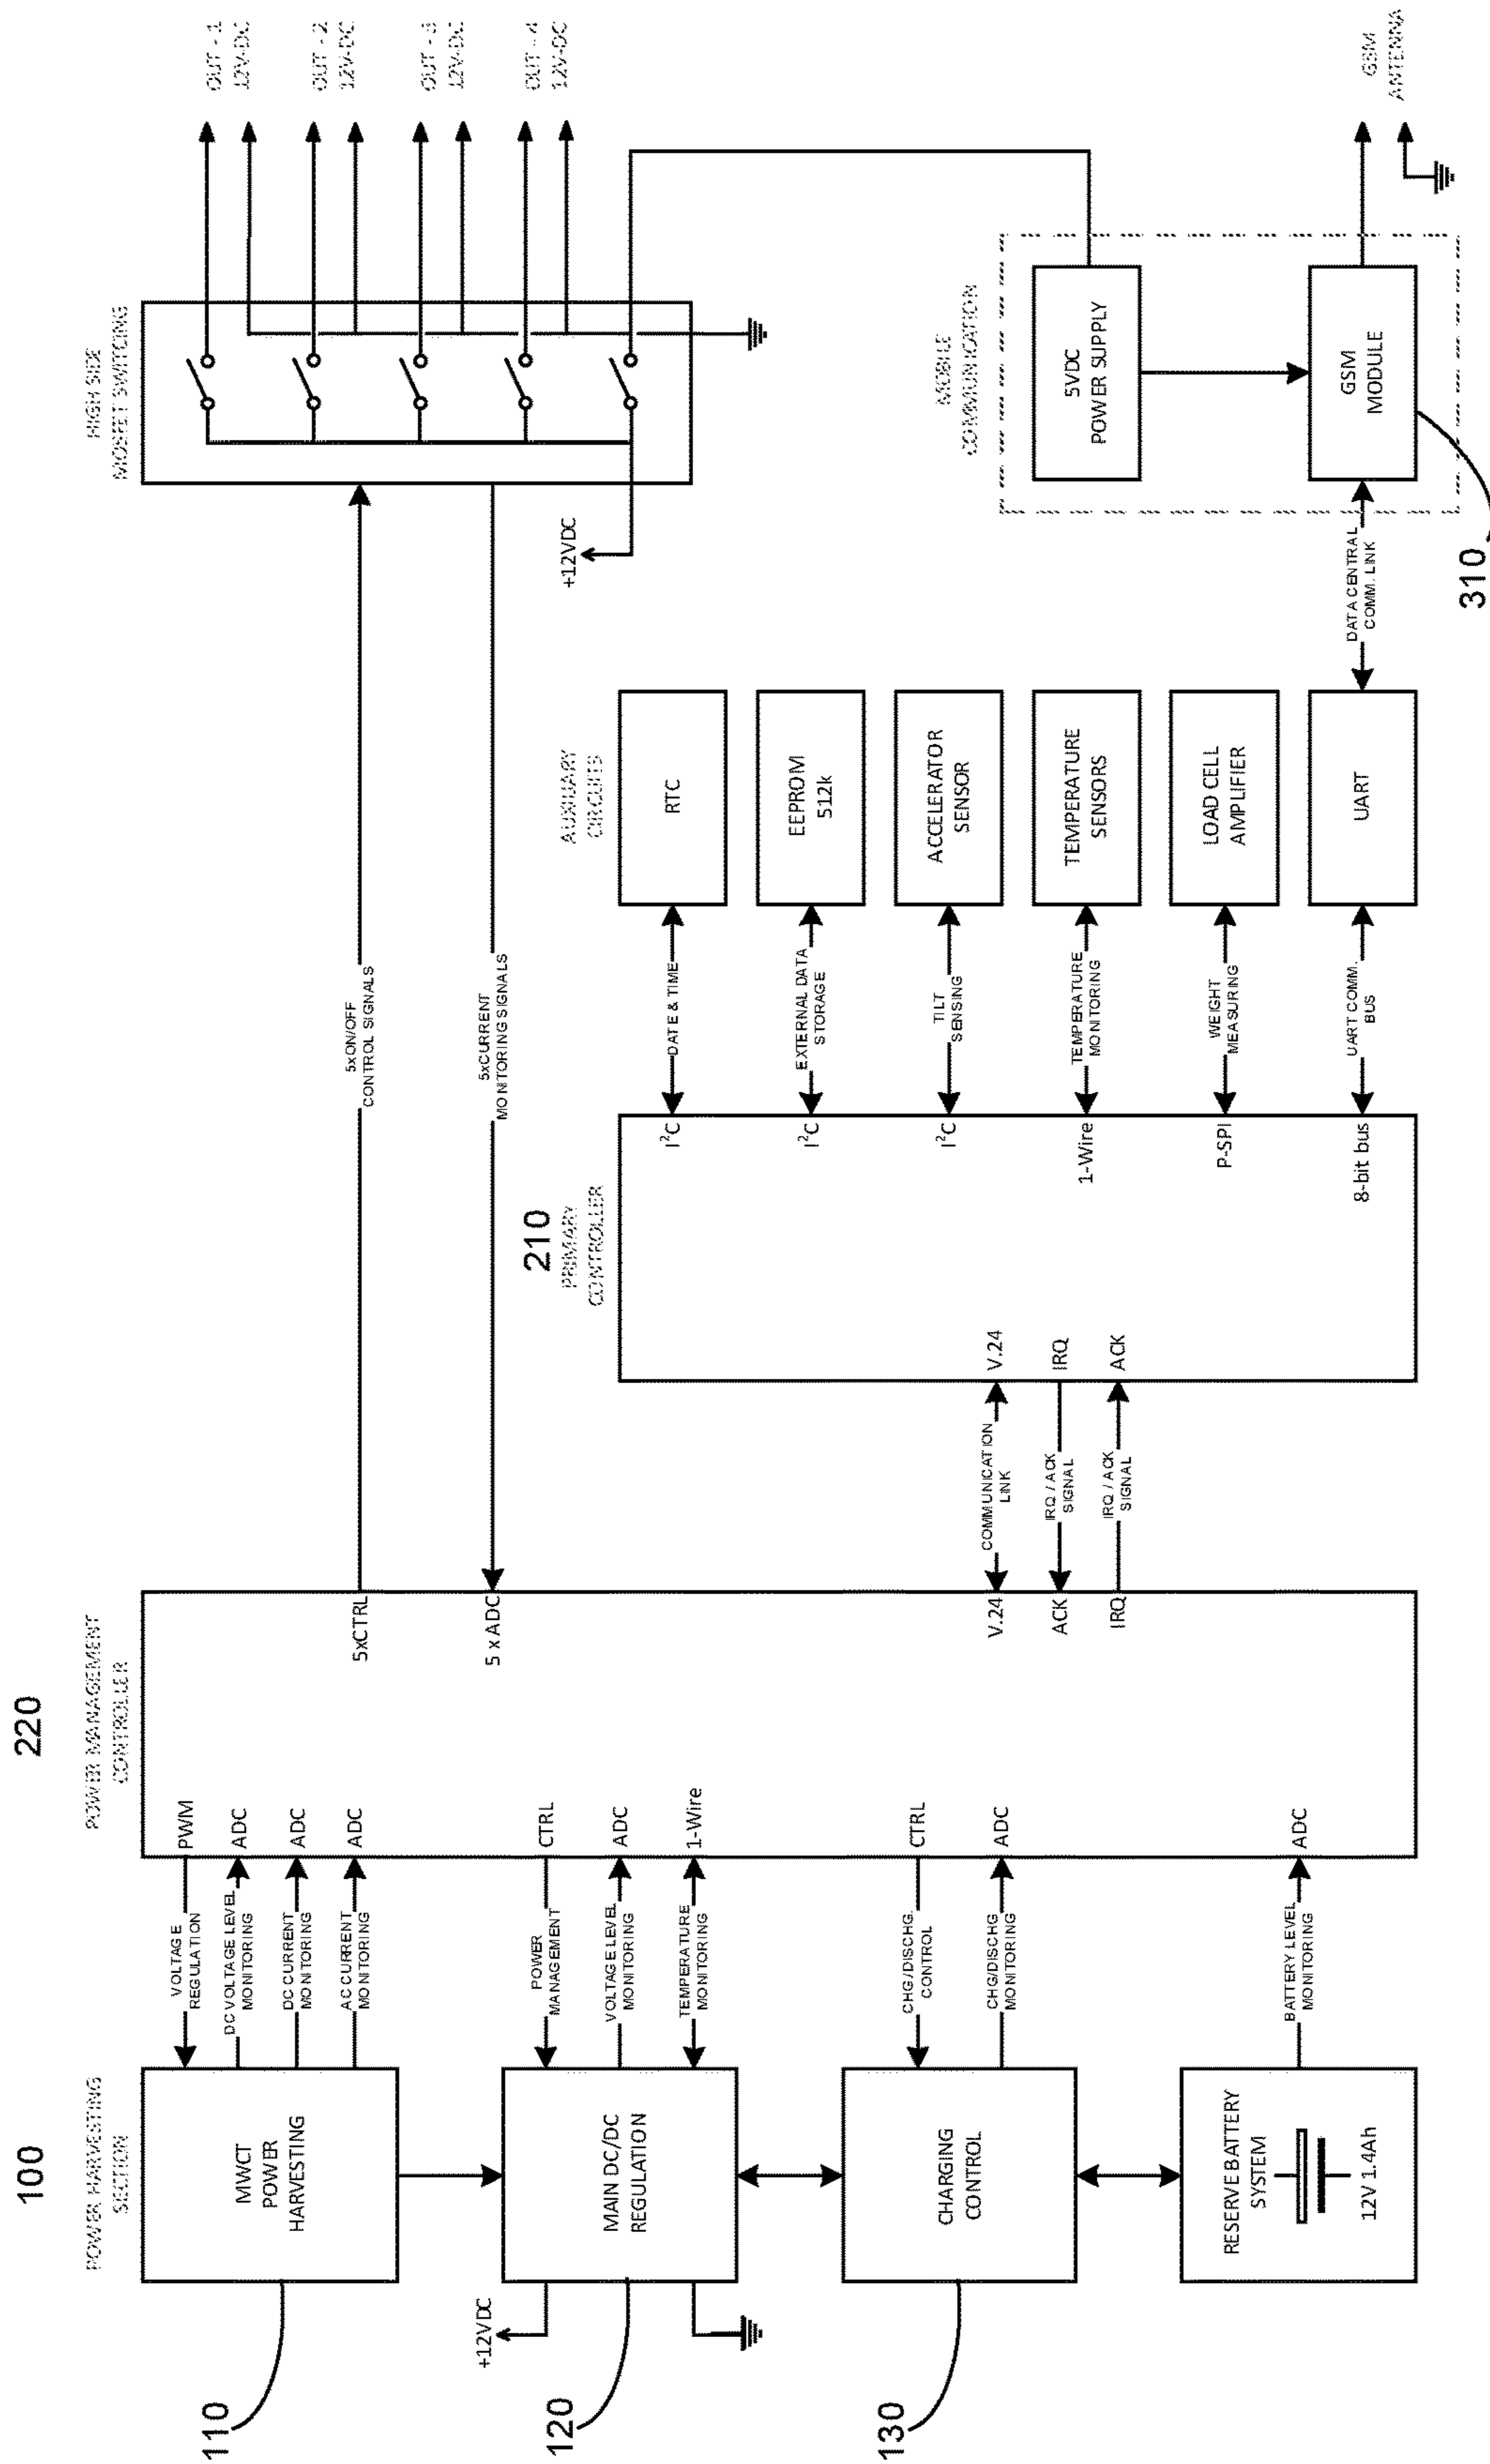 100
POWER HARVESTING
SECTION
MWCT
POWER
HARVESTING
110
+12VDC
MAIN DC/DC
REGULATION
120
CHARGING
CONTROL
130
RESERVE BATTERY
SYSTEM
12V 1.4Ah
VOLTAGE
REGULATION
DC VOLTAGE LEVEL
MONITORING
DC CURRENT
MONITORING
AC CURRENT
MONITORING
POWER
MANAGEMENT
VOLTAGE LEVEL
MONITORING
TEMPERATURE
MONITORING
CHG/DISCHG.
CONTROL
CHG/DISCHG
MONITORING
BATTERY LEVEL
MONITORING
220
POWER MANAGEMENT
CONTROLLER
PWM
ADC
ADC
ADC
CTRL
ADC
1-Wire
CTRL
ADC
ADC
5xCTRL
5 x ADC
V.24
ACK
IRQ
COMMUNICATION
LINK
IRQ / ACK
SIGNAL
IRQ / ACK
SIGNAL
5xON/OFF
CONTROL SIGNALS
5xCURRENT
MONITORING SIGNALS
210
PRIMARY
CONTROLLER
V.24
IRQ
ACK
I²C
I²C
I²C
1-Wire
P-SPI
8-bit bus
DATE & TIME
EXTERNAL DATA
STORAGE
TILT
SENSING
TEMPERATURE
MONITORING
WEIGHT
MEASURING
UART COMM.
BUS
AUXILIARY
CIRCUITS
RTC
EEPROM
512k
ACCELERATOR
SENSOR
TEMPERATURE
SENSORS
LOAD CELL
AMPLIFIER
UART
DATA CENTRAL
COMM. LINK
310
HIGH SIDE
MOSFET SWITCING
+12VDC
MOBILE
COMMUNICATION
5VDC
POWER SUPPLY
GSM
MODULE
OUT - 1
12V-DC
OUT - 2
12V-DC
OUT - 3
12V-DC
OUT - 4
12V-DC
GSM
ANTENNA